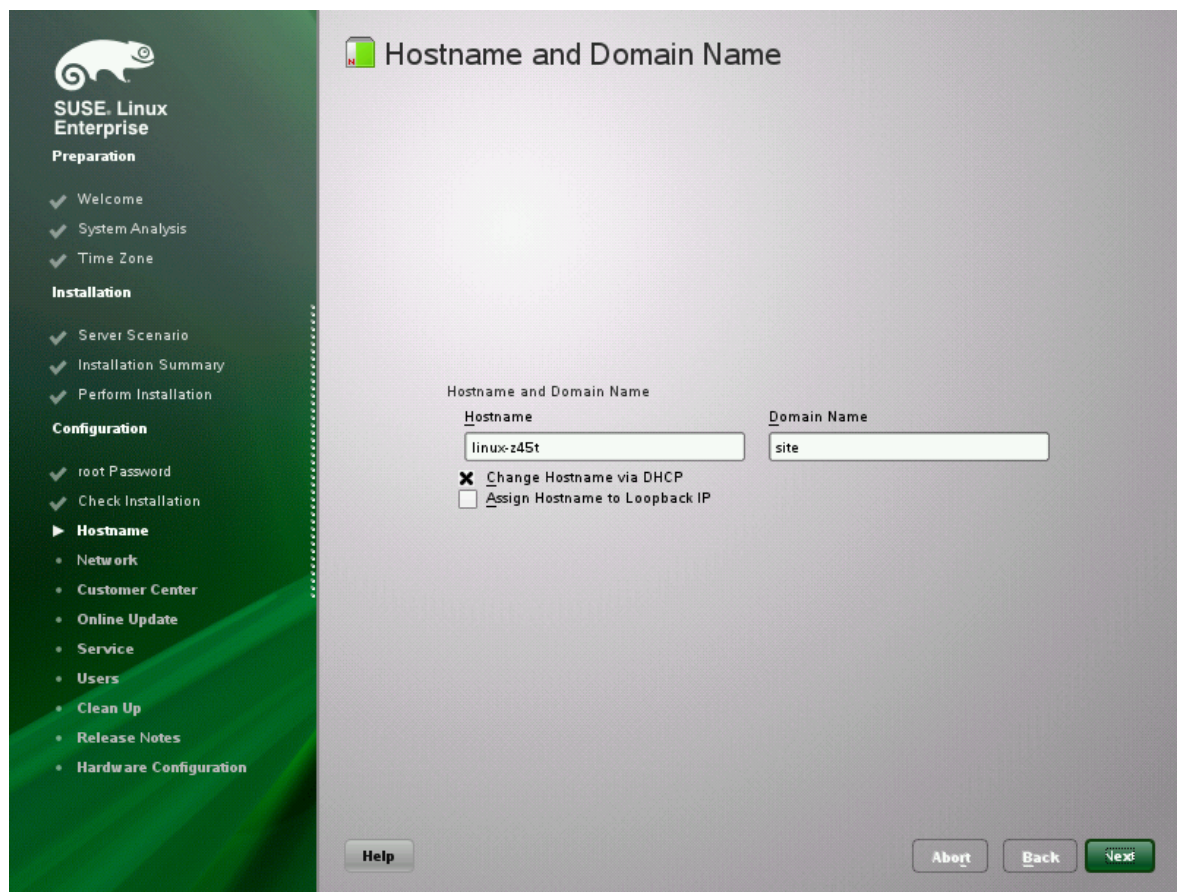 SUSE. Linux
Enterprise
Preparation
Welcome
System Analysis
Time Zone
Installation
Server Scenario
Installation Summary
Perform Installation
Configuration
root Password
Check Installation
Hostname
Network
Customer Center
Online Update
Service
Users
Clean Up
Release Notes
Hardware Configuration
N
Hostname and Domain Name
Hostname and Domain Name
Hostname
Domain Name
linux-z45t
site
Change Hostname via DHCP
Assign Hostname to Loopback IP
Help
Abort
Back
Next